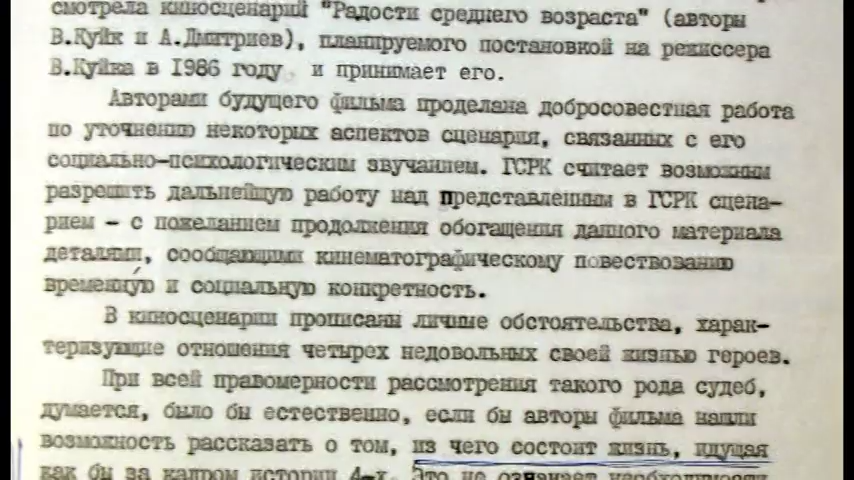 смотрела киносценарий "Радости среднего возраста" (авторы
В.Куйк и А.Дмитриев), планируемого постановкой на режиссера
В.Куйка в 1986 году и принимает его.
Авторами будущего фильма проделана добросовестная работа
по уточнению некоторых аспектов сценария, связанных с его
социально-психологическим звучанием. ГСРК считает возможным
разрешить дальнейшую работу над представленным в ГСРК сцена-
рием - с пожеланием продолжения обогащения данного материала
деталями, сообщающими кинематографическому повествованию
временную и социальную конкретность.
В киносценарии прописаны личные обстоятельства, харак-
теризующие отношения четырех недовольных своей жизнью героев.
При всей правомерности рассмотрения такого рода судеб,
думается, было бы естественно, если бы авторы фильма нашли
возможность рассказать о том, из чего состоит жизнь, идущая
как бы за кадром истории 4-х. Это не означает необходимости